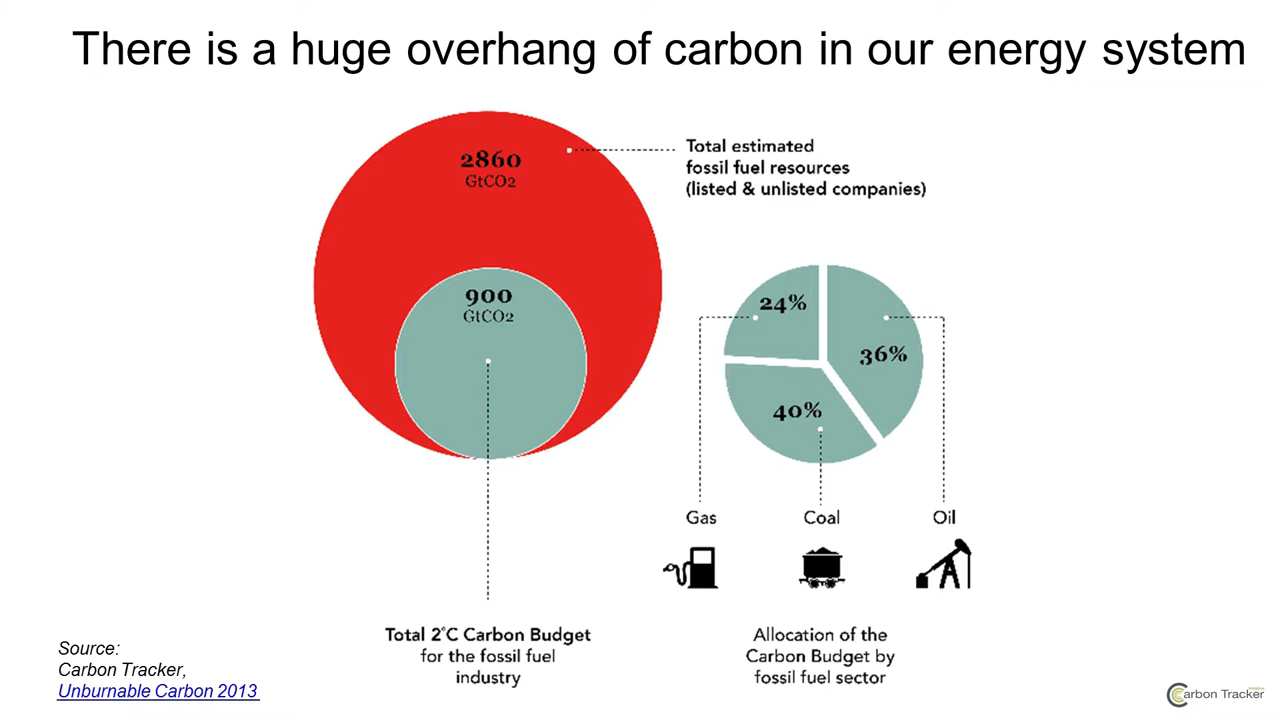 There is a huge overhang of carbon in our energy system
2860
GtCO2
Total estimated
fossil fuel resources
(listed & unlisted companies)
900
GtCO2
24%
36%
40%
Gas
Coal
Oil
Total 2°C Carbon Budget
for the fossil fuel
industry
Allocation of the
Carbon Budget by
fossil fuel sector
Source:
Carbon Tracker,
Unburnable Carbon 2013
Carbon Tracker